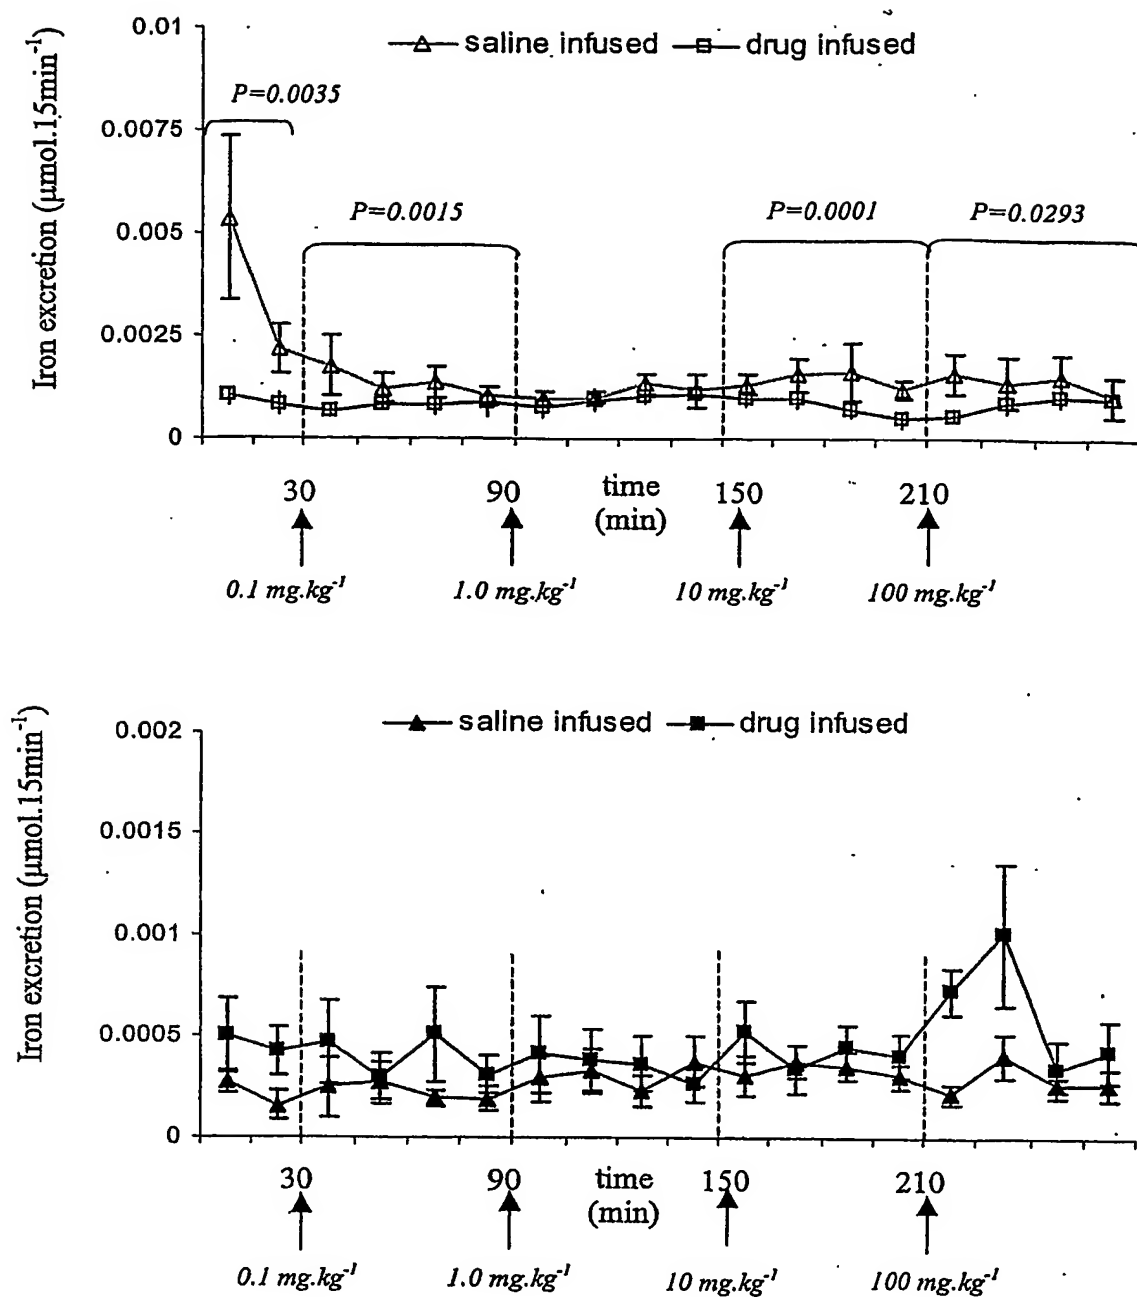 0.01
saline infused drug infused
P=0.0035
0.0075
P=0.0015 P=0.0001 P=0.0293
0.005
0.0025
0
Iron excretion (µmol.15min⁻¹)
30 90 time 150 210
(min)
0.1 mg.kg⁻¹ 1.0 mg.kg⁻¹ 10 mg.kg⁻¹ 100 mg.kg⁻¹
0.002
saline infused drug infused
0.0015
0.001
0.0005
0
Iron excretion (µmol.15min⁻¹)
30 90 time 150 210
(min)
0.1 mg.kg⁻¹ 1.0 mg.kg⁻¹ 10 mg.kg⁻¹ 100 mg.kg⁻¹